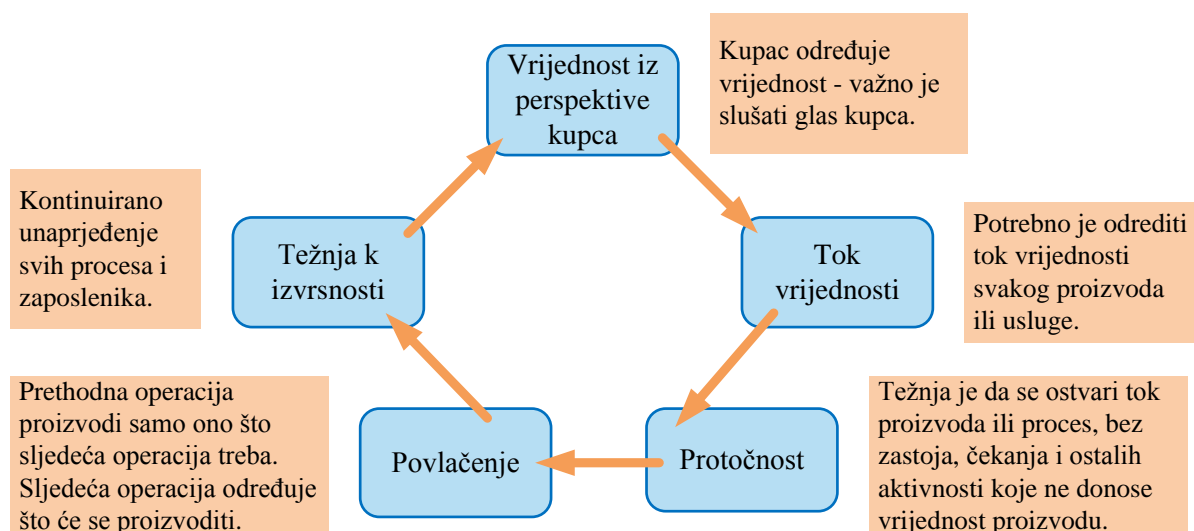 Vrijednost iz
perspektive
kupca
Kupac određuje
vrijednost - važno je
slušati glas kupca.
Kontinuirano
unaprjeđenje
svih procesa i
zaposlenika.
Težnja k
izvrsnosti
Tok
vrijednosti
Potrebno je odrediti
tok vrijednosti
svakog proizvoda
ili usluge.
Prethodna operacija
proizvodi samo ono što
sljedeća operacija treba.
Sljedeća operacija određuje
što će se proizvoditi.
Povlačenje
Protočnost
Težnja je da se ostvari tok
proizvoda ili proces, bez
zastoja, čekanja i ostalih
aktivnosti koje ne donose
vrijednost proizvodu.